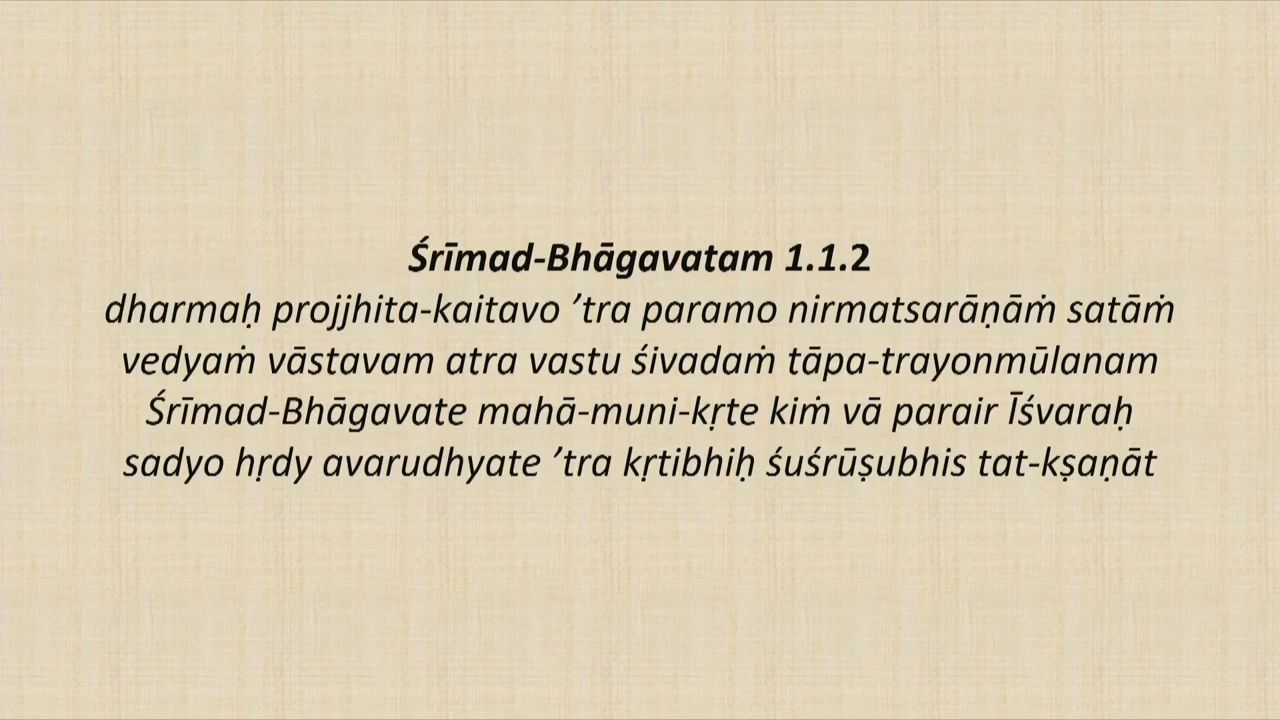 Śrīmad-Bhāgavatam 1.1.2
dharmaḥ projjhita-kaitavo ’tra paramo nirmatsarāṇāṁ satāṁ
vedyaṁ vāstavam atra vastu śivadaṁ tāpa-trayonmūlanam
Śrīmad-Bhāgavate mahā-muni-kṛte kiṁ vā parair Īśvaraḥ
sadyo hṛdy avarudhyate ’tra kṛtibhiḥ śuśrūṣubhis tat-kṣaṇāt